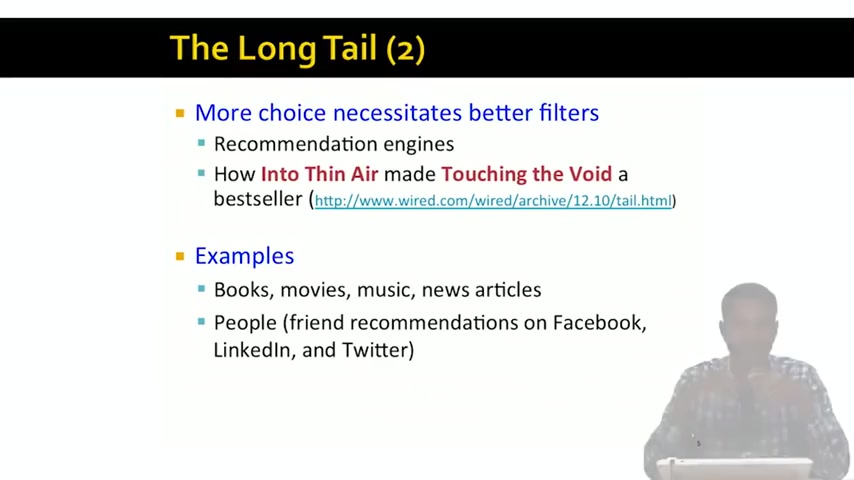 The Long Tail (2)
More choice necessitates better filters
Recommendation engines
How Into Thin Air made Touching the Void a
bestseller (http://www.wired.com/wired/archive/12.10/tail.html)
Examples
Books, movies, music, news articles
People (friend recommendations on Facebook,
LinkedIn, and Twitter)
5